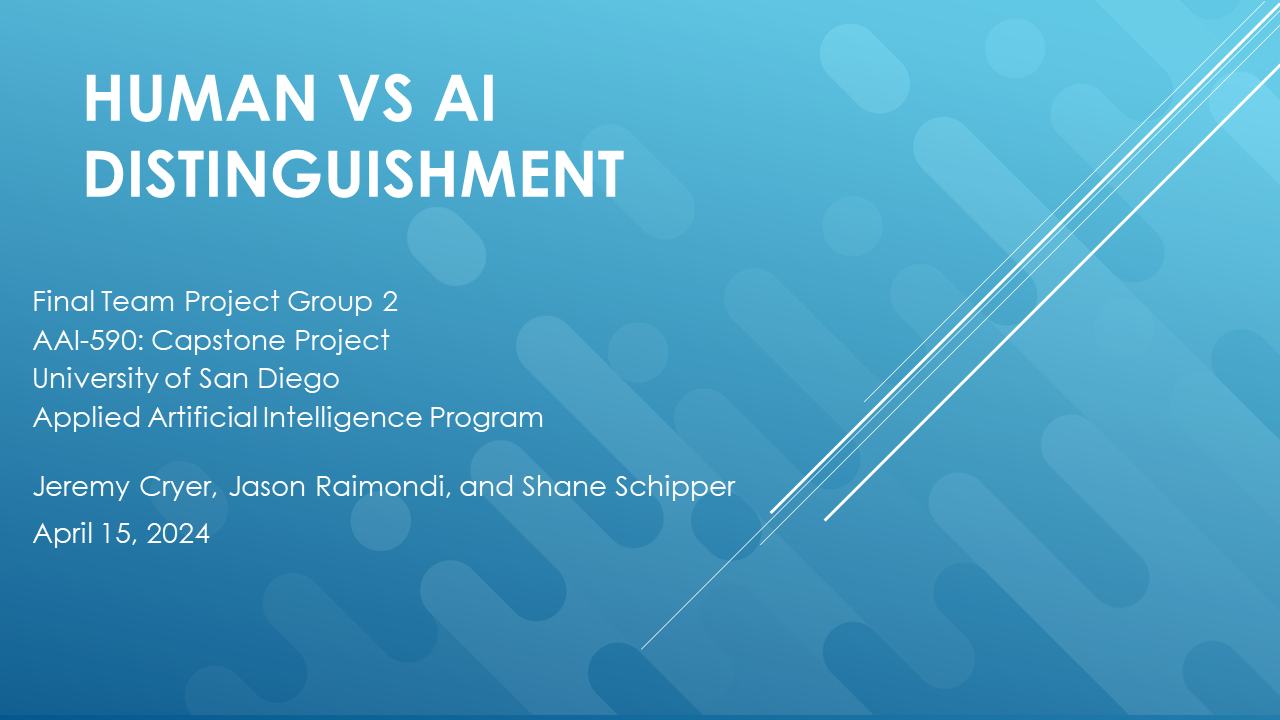 HUMAN VS AI
DISTINGUISHMENT
Final Team Project Group 2
AAI-590: Capstone Project
University of San Diego
Applied Artificial Intelligence Program
Jeremy Cryer, Jason Raimondi, and Shane Schipper
April 15, 2024